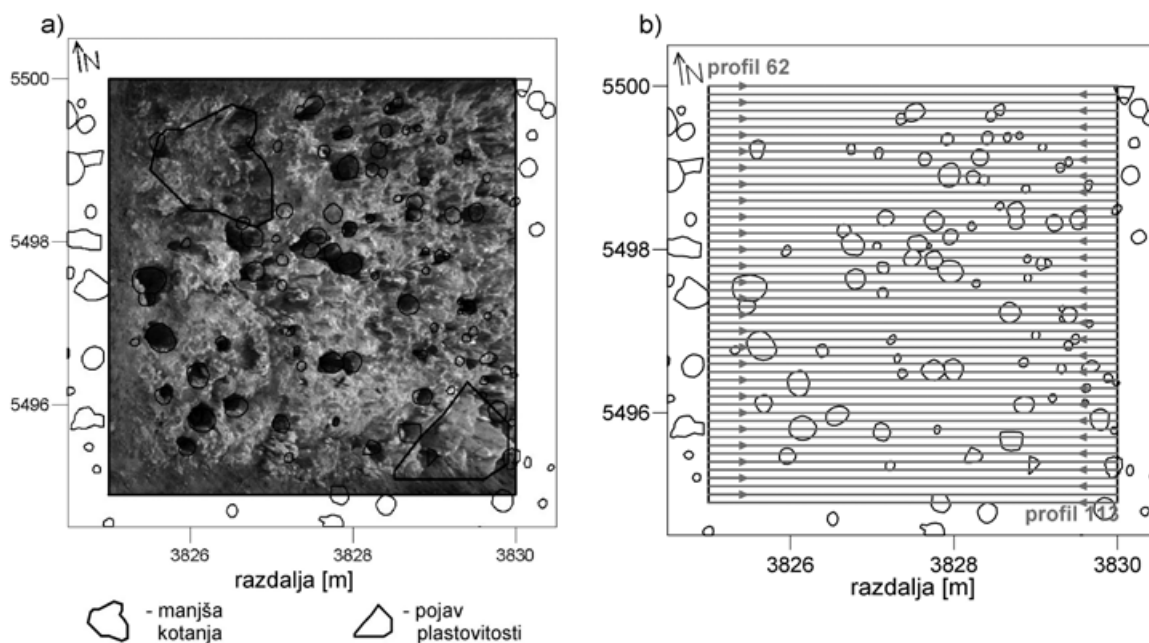 a)
N
5500
5498
5496
3826 3828 3830
razdalja [m]
- manjša
kotanja
- pojav
plastovitosti
b)
N
profil 62
5500
5498
5496
profil 113
3826 3828 3830
razdalja [m]